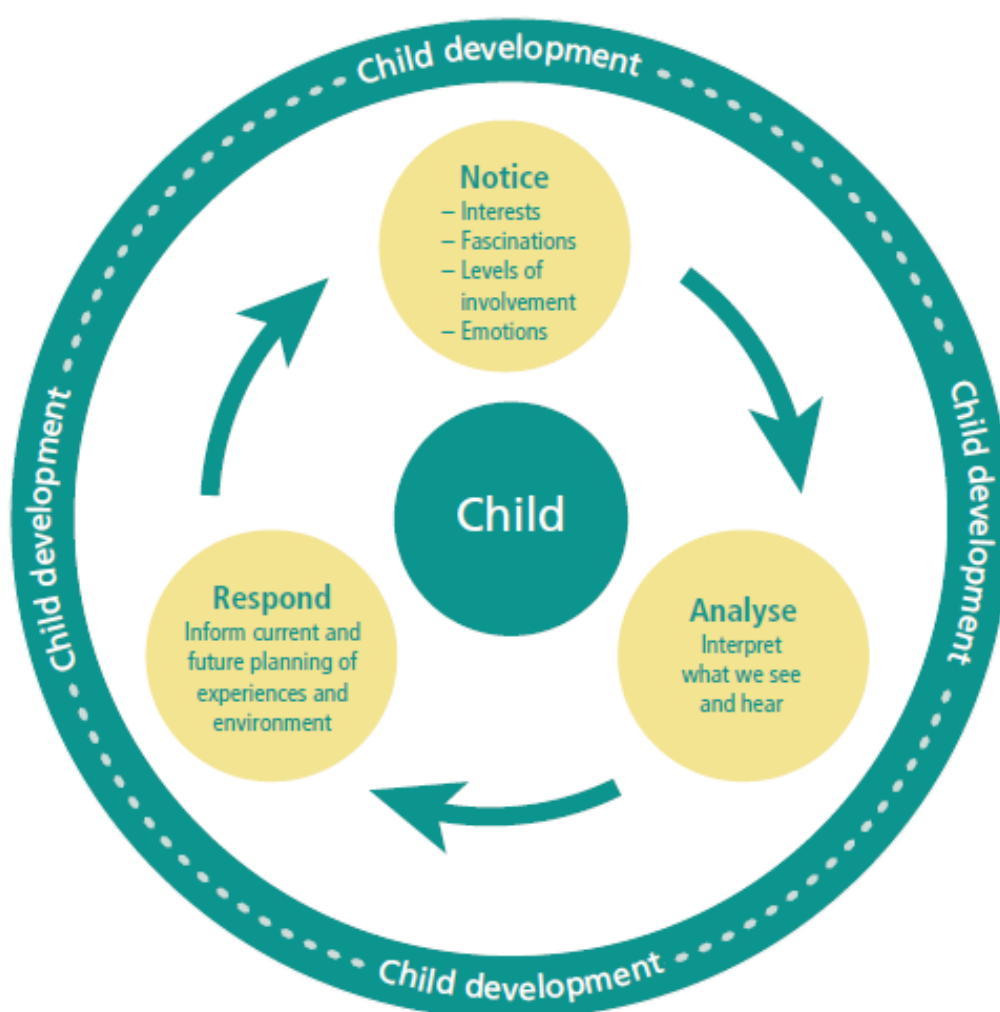 Child development
Notice
– Interests
– Fascinations
– Levels of
involvement
– Emotions
Child development
Child development
Child
Respond
Inform current and
future planning of
experiences and
environment
Analyse
Interpret
what we see
and hear
Child development